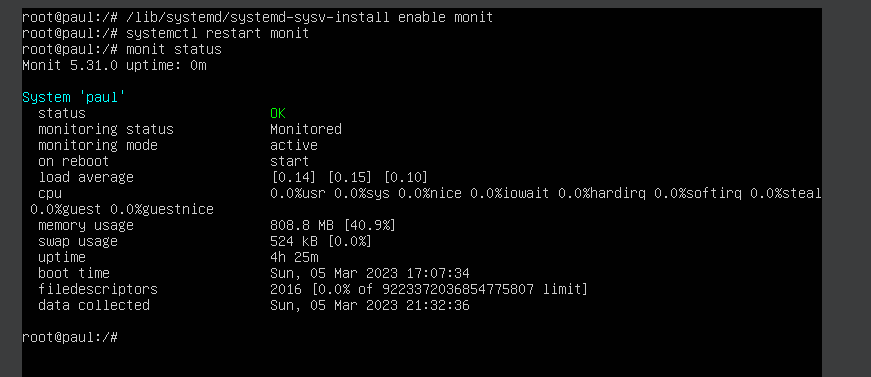 root@paul:/# /lib/systemd/systemd-sysv-install enable monit
root@paul:/# systemctl restart monit
root@paul:/# monit status
Monit 5.31.0 uptime: 0m
System 'paul'
status OK
monitoring status Monitored
monitoring mode active
on reboot start
load average [0.14] [0.15] [0.10]
cpu 0.0%usr 0.0%sys 0.0%nice 0.0%iowait 0.0%hardirq 0.0%softirq 0.0%steal
0.0%guest 0.0%guestnice
memory usage 808.8 MB [40.9%]
swap usage 524 kB [0.0%]
uptime 4h 25m
boot time Sun, 05 Mar 2023 17:07:34
filedescriptors 2016 [0.0% of 9223372036854775807 limit]
data collected Sun, 05 Mar 2023 21:32:36
root@paul:/#